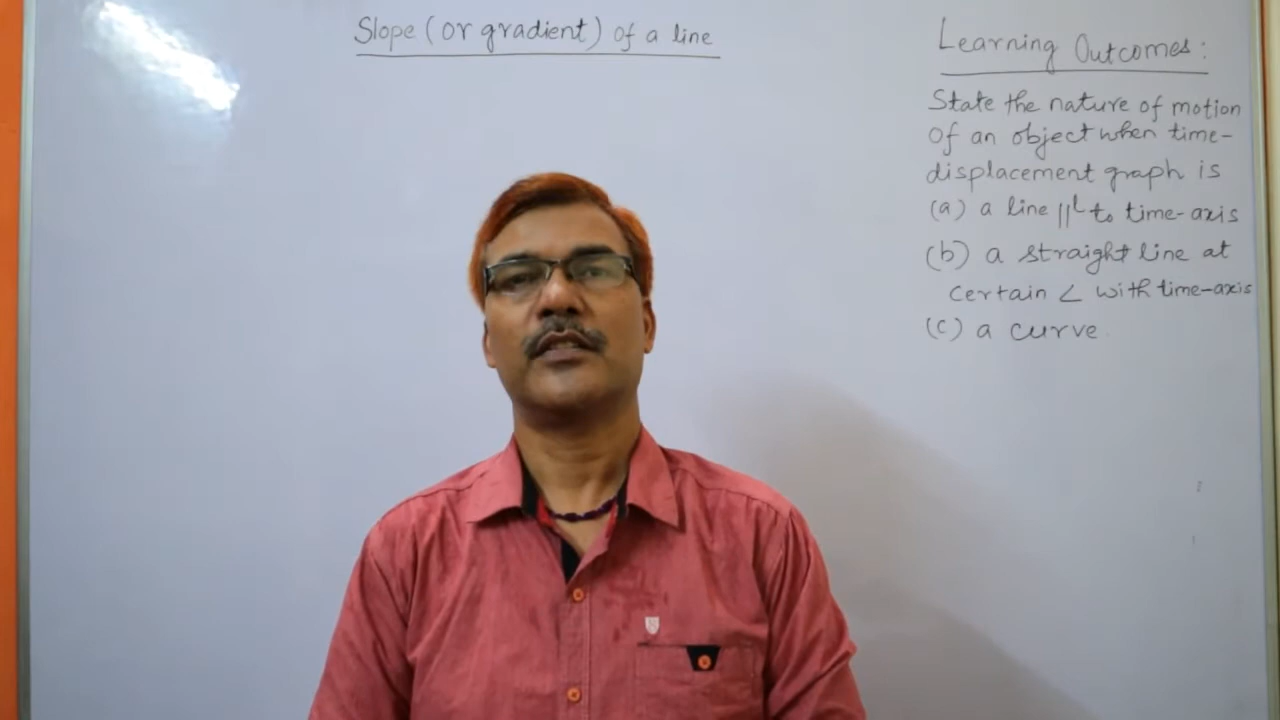 Slope (or gradient) of a line
Learning Outcomes:
State the nature of motion
of an object when time-
displacement graph is
(a) a line ||ˡ to time-axis
(b) a straight line at
certain ∠ with time-axis
(c) a curve.